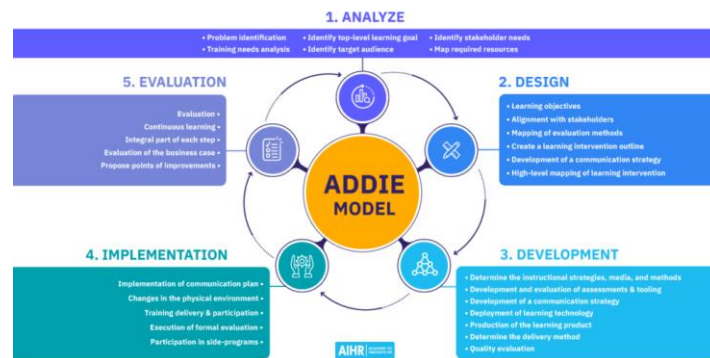 1. ANALYZE
• Problem identification
• Training needs analysis
• Identify top-level learning goal
• Identify target audience
• Identify stakeholder needs
• Map required resources
2. DESIGN
• Learning objectives
• Alignment with stakeholders
• Mapping of evaluation methods
• Create a learning intervention outline
• Development of a communication strategy
• High-level mapping of learning intervention
3. DEVELOPMENT
• Determine the instructional strategies, media, and methods
• Development and evaluation of assessments & tooling
• Development of a communication strategy
• Deployment of learning technology
• Production of the learning product
• Determine the delivery method
• Quality evaluation
4. IMPLEMENTATION
Implementation of communication plan •
Changes in the physical environment •
Training delivery & participation •
Execution of formal evaluation •
Participation in side-programs •
5. EVALUATION
Evaluation •
Continuous learning •
Integral part of each step •
Evaluation of the business case •
Propose points of improvements •
ADDIE
MODEL
AIHR
ACADEMY TO
INNOVATE HR